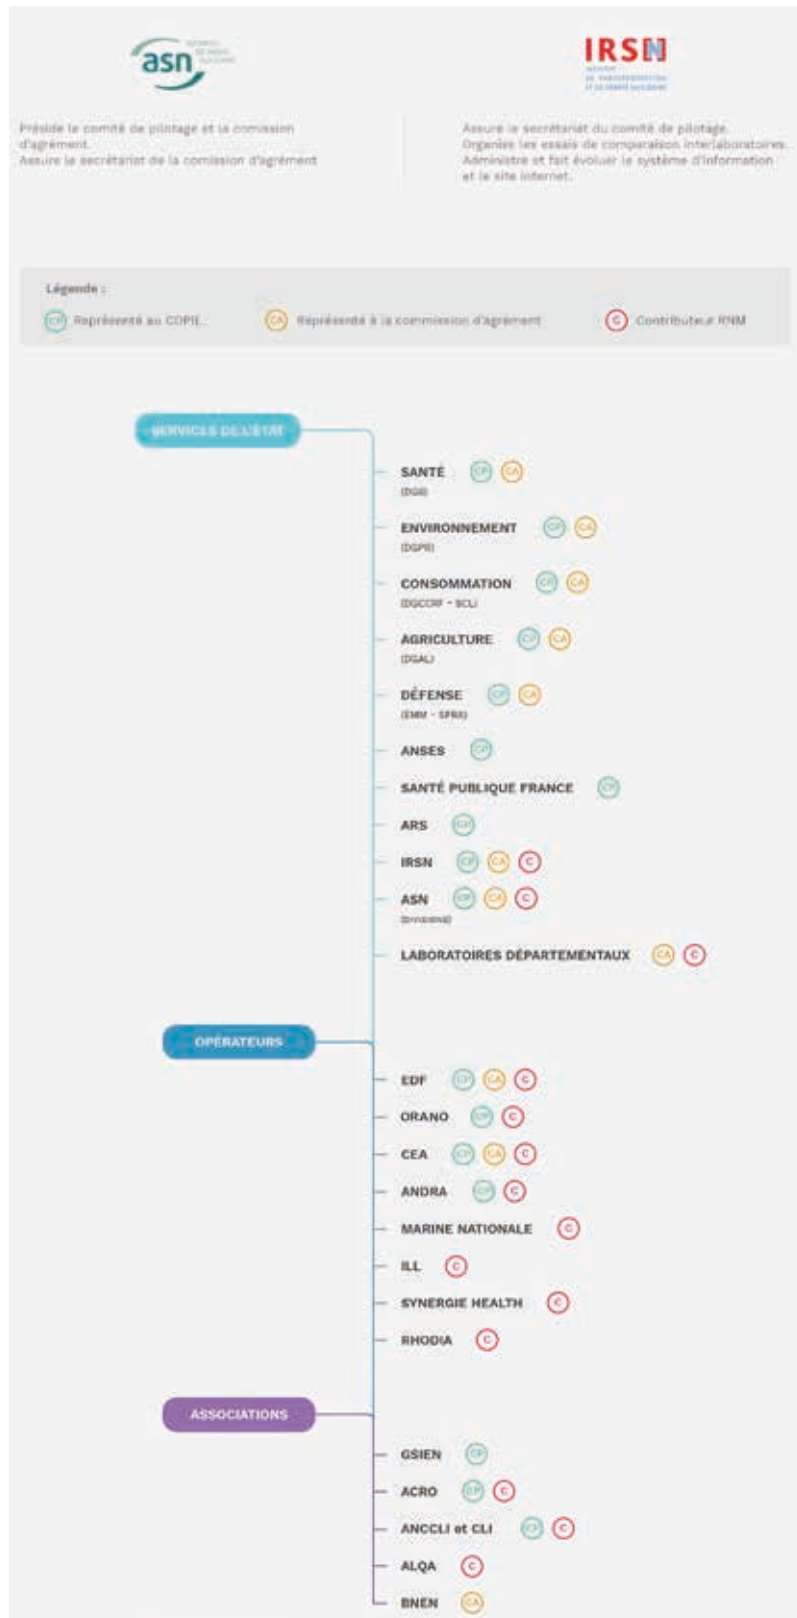 asn
IRSN
Préside le comité de pilotage et la comission
d'agrément.
Assure le secrétariat de la comission d'agrément
Assure le secrétariat du comité de pilotage.
Organise les essais de comparaison interlaboratoires.
Administre et fait évoluer le système d'information
et le site internet.
Légende :
CP Représenté au COPIL.
CA Représenté à la commission d'agrément
C Contributeur RNM
SERVICES DE L'ÉTAT
SANTÉ CP CA
(DGS)
ENVIRONNEMENT CP CA
(DGPR)
CONSOMMATION CP CA
(DGCCRF - SCL)
AGRICULTURE CP CA
(DGAL)
DÉFENSE CP CA
(EMM - SPRA)
ANSES CP
SANTÉ PUBLIQUE FRANCE CP
ARS CP
IRSN CP CA C
ASN CP CA C
(Divisions)
LABORATOIRES DÉPARTEMENTAUX CA C
OPÉRATEURS
EDF CP CA C
ORANO CP C
CEA CP CA C
ANDRA CP C
MARINE NATIONALE C
ILL C
SYNERGIE HEALTH C
RHODIA C
ASSOCIATIONS
GSIEN CP
ACRO CP C
ANCCLI et CLI CP C
ALQA C
BNEN CA